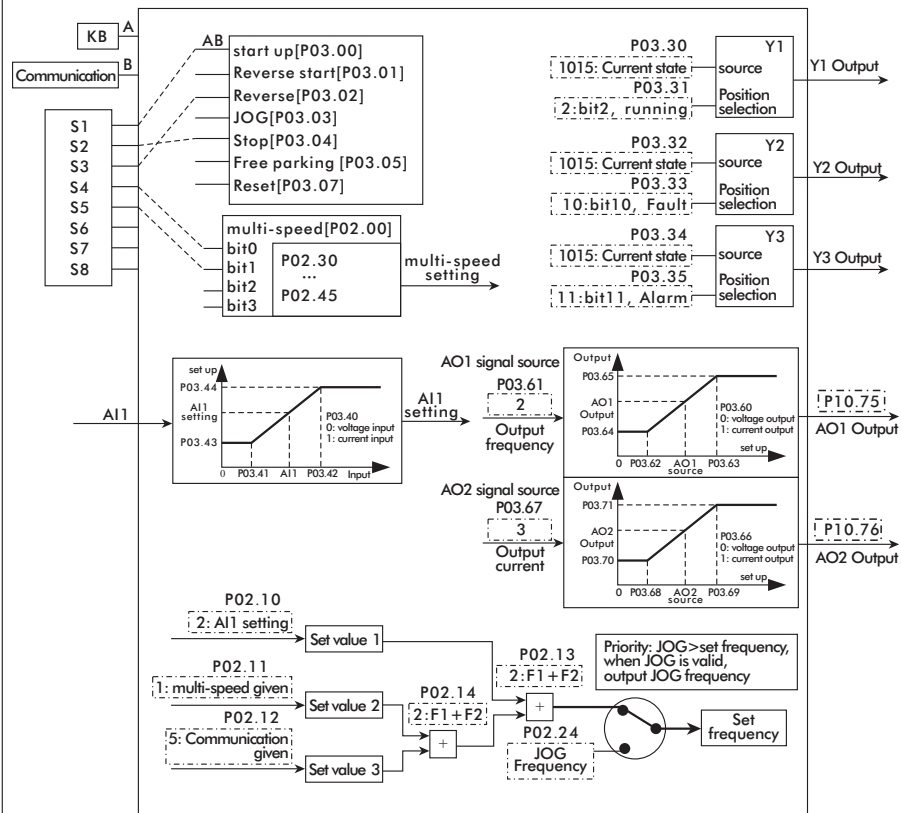 KB
A
Communication
B
S1
S2
S3
S4
S5
S6
S7
S8
AB
start up[P03.00]
Reverse start[P03.01]
Reverse[P03.02]
JOG[P03.03]
Stop[P03.04]
Free parking [P03.05]
Reset[P03.07]
multi-speed[P02.00]
bit0
bit1
bit2
bit3
P02.30
...
P02.45
multi-speed
setting
P03.30
1015: Current state
P03.31
2:bit2, running
Y1
source
Position
selection
Y1 Output
P03.32
1015: Current state
P03.33
10:bit10, Fault
Y2
source
Position
selection
Y2 Output
P03.34
1015: Current state
P03.35
11:bit11, Alarm
Y3
source
Position
selection
Y3 Output
AI1
set up
P03.44
AI1
setting
P03.43
P03.40
0: voltage input
1: current input
0
P03.41
AI1
P03.42
Input
AI1
setting
AO1 signal source
P03.61
2
Output
frequency
Output
P03.65
AO1
Output
P03.64
P03.60
0: voltage output
1: current output
set up
0
P03.62
AO1
source
P03.63
P10.75
AO1 Output
AO2 signal source
P03.67
3
Output
current
Output
P03.71
AO2
Output
P03.70
P03.66
0: voltage output
1: current output
set up
0
P03.68
AO2
source
P03.69
P10.76
AO2 Output
P02.10
2: AI1 setting
Set value 1
P02.11
1: multi-speed given
Set value 2
P02.12
5: Communication
given
Set value 3
P02.14
2:F1+F2
+
P02.13
2:F1+F2
+
P02.24
JOG
Frequency
Priority: JOG>set frequency,
when JOG is valid,
output JOG frequency
Set
frequency